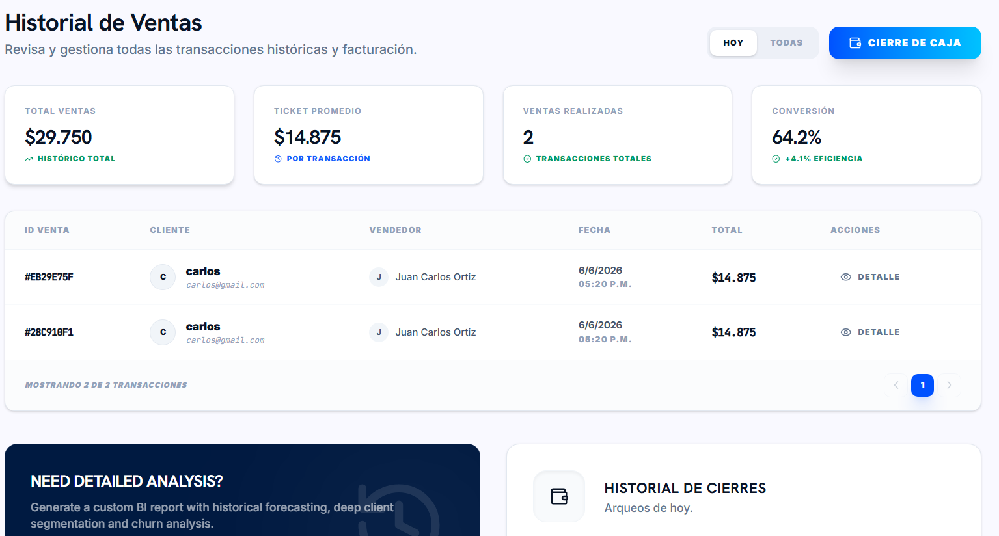 Historial de Ventas
Revisa y gestiona todas las transacciones históricas y facturación.
HOY
TODAS
CIERRE DE CAJA
TOTAL VENTAS
$29.750
HISTÓRICO TOTAL
TICKET PROMEDIO
$14.875
POR TRANSACCIÓN
VENTAS REALIZADAS
2
TRANSACCIONES TOTALES
CONVERSIÓN
64.2%
+4.1% EFICIENCIA
ID VENTA CLIENTE VENDEDOR FECHA TOTAL ACCIONES
#EB29E75F C carlos J Juan Carlos Ortiz 6/6/2026 $14.875 DETALLE
carlos@gmail.com 05:20 P.M.
#28C910F1 C carlos J Juan Carlos Ortiz 6/6/2026 $14.875 DETALLE
carlos@gmail.com 05:20 P.M.
MOSTRANDO 2 DE 2 TRANSACCIONES
1
NEED DETAILED ANALYSIS?
Generate a custom BI report with historical forecasting, deep client
segmentation and churn analysis.
HISTORIAL DE CIERRES
Arqueos de hoy.